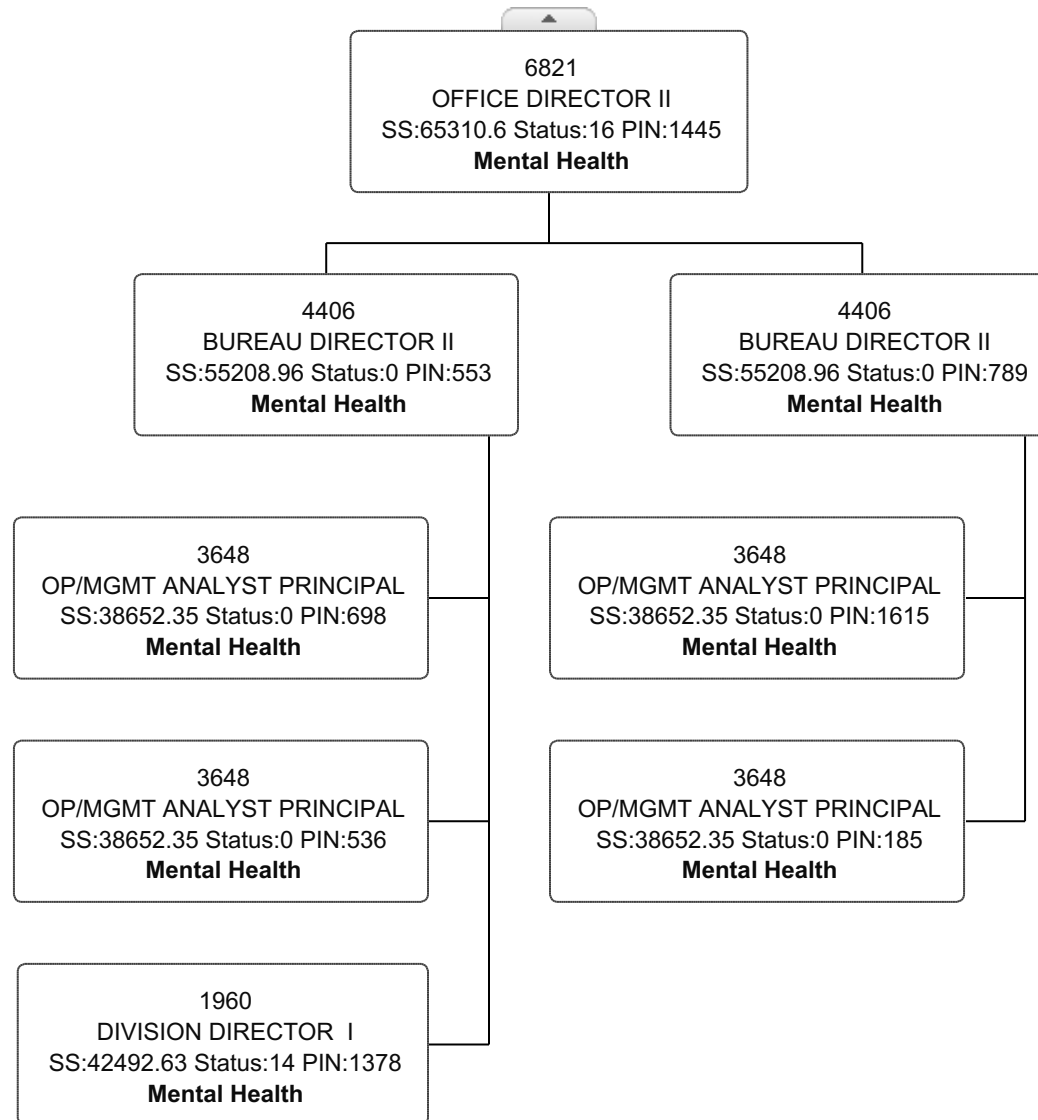 6821
OFFICE DIRECTOR II
SS:65310.6 Status:16 PIN:1445
Mental Health
4406
BUREAU DIRECTOR II
SS:55208.96 Status:0 PIN:553
Mental Health
4406
BUREAU DIRECTOR II
SS:55208.96 Status:0 PIN:789
Mental Health
3648
OP/MGMT ANALYST PRINCIPAL
SS:38652.35 Status:0 PIN:698
Mental Health
3648
OP/MGMT ANALYST PRINCIPAL
SS:38652.35 Status:0 PIN:1615
Mental Health
3648
OP/MGMT ANALYST PRINCIPAL
SS:38652.35 Status:0 PIN:536
Mental Health
3648
OP/MGMT ANALYST PRINCIPAL
SS:38652.35 Status:0 PIN:185
Mental Health
1960
DIVISION DIRECTOR  I
SS:42492.63 Status:14 PIN:1378
Mental Health